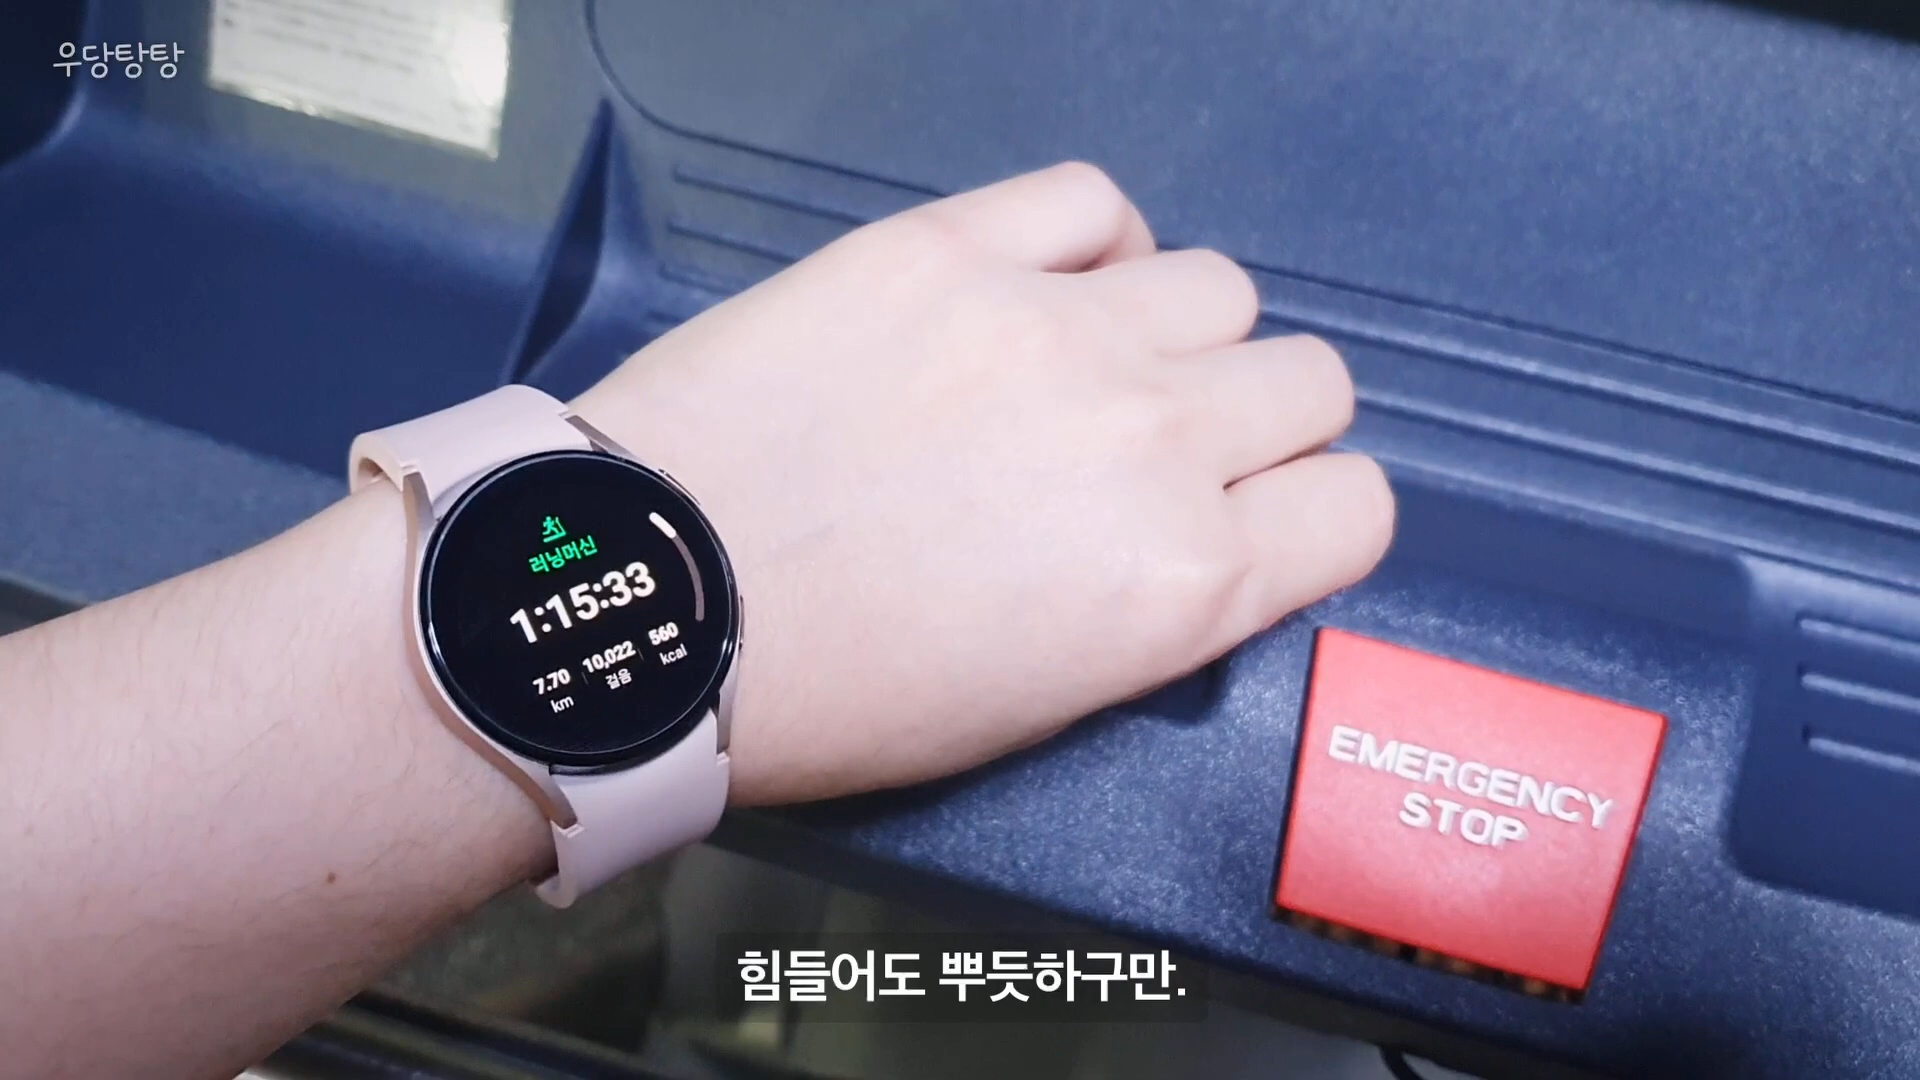 우당탕탕
러닝머신
1:15:33
7.70 10,022 560
km 걸음 kcal
EMERGENCY
STOP
힘들어도 뿌듯하구만.